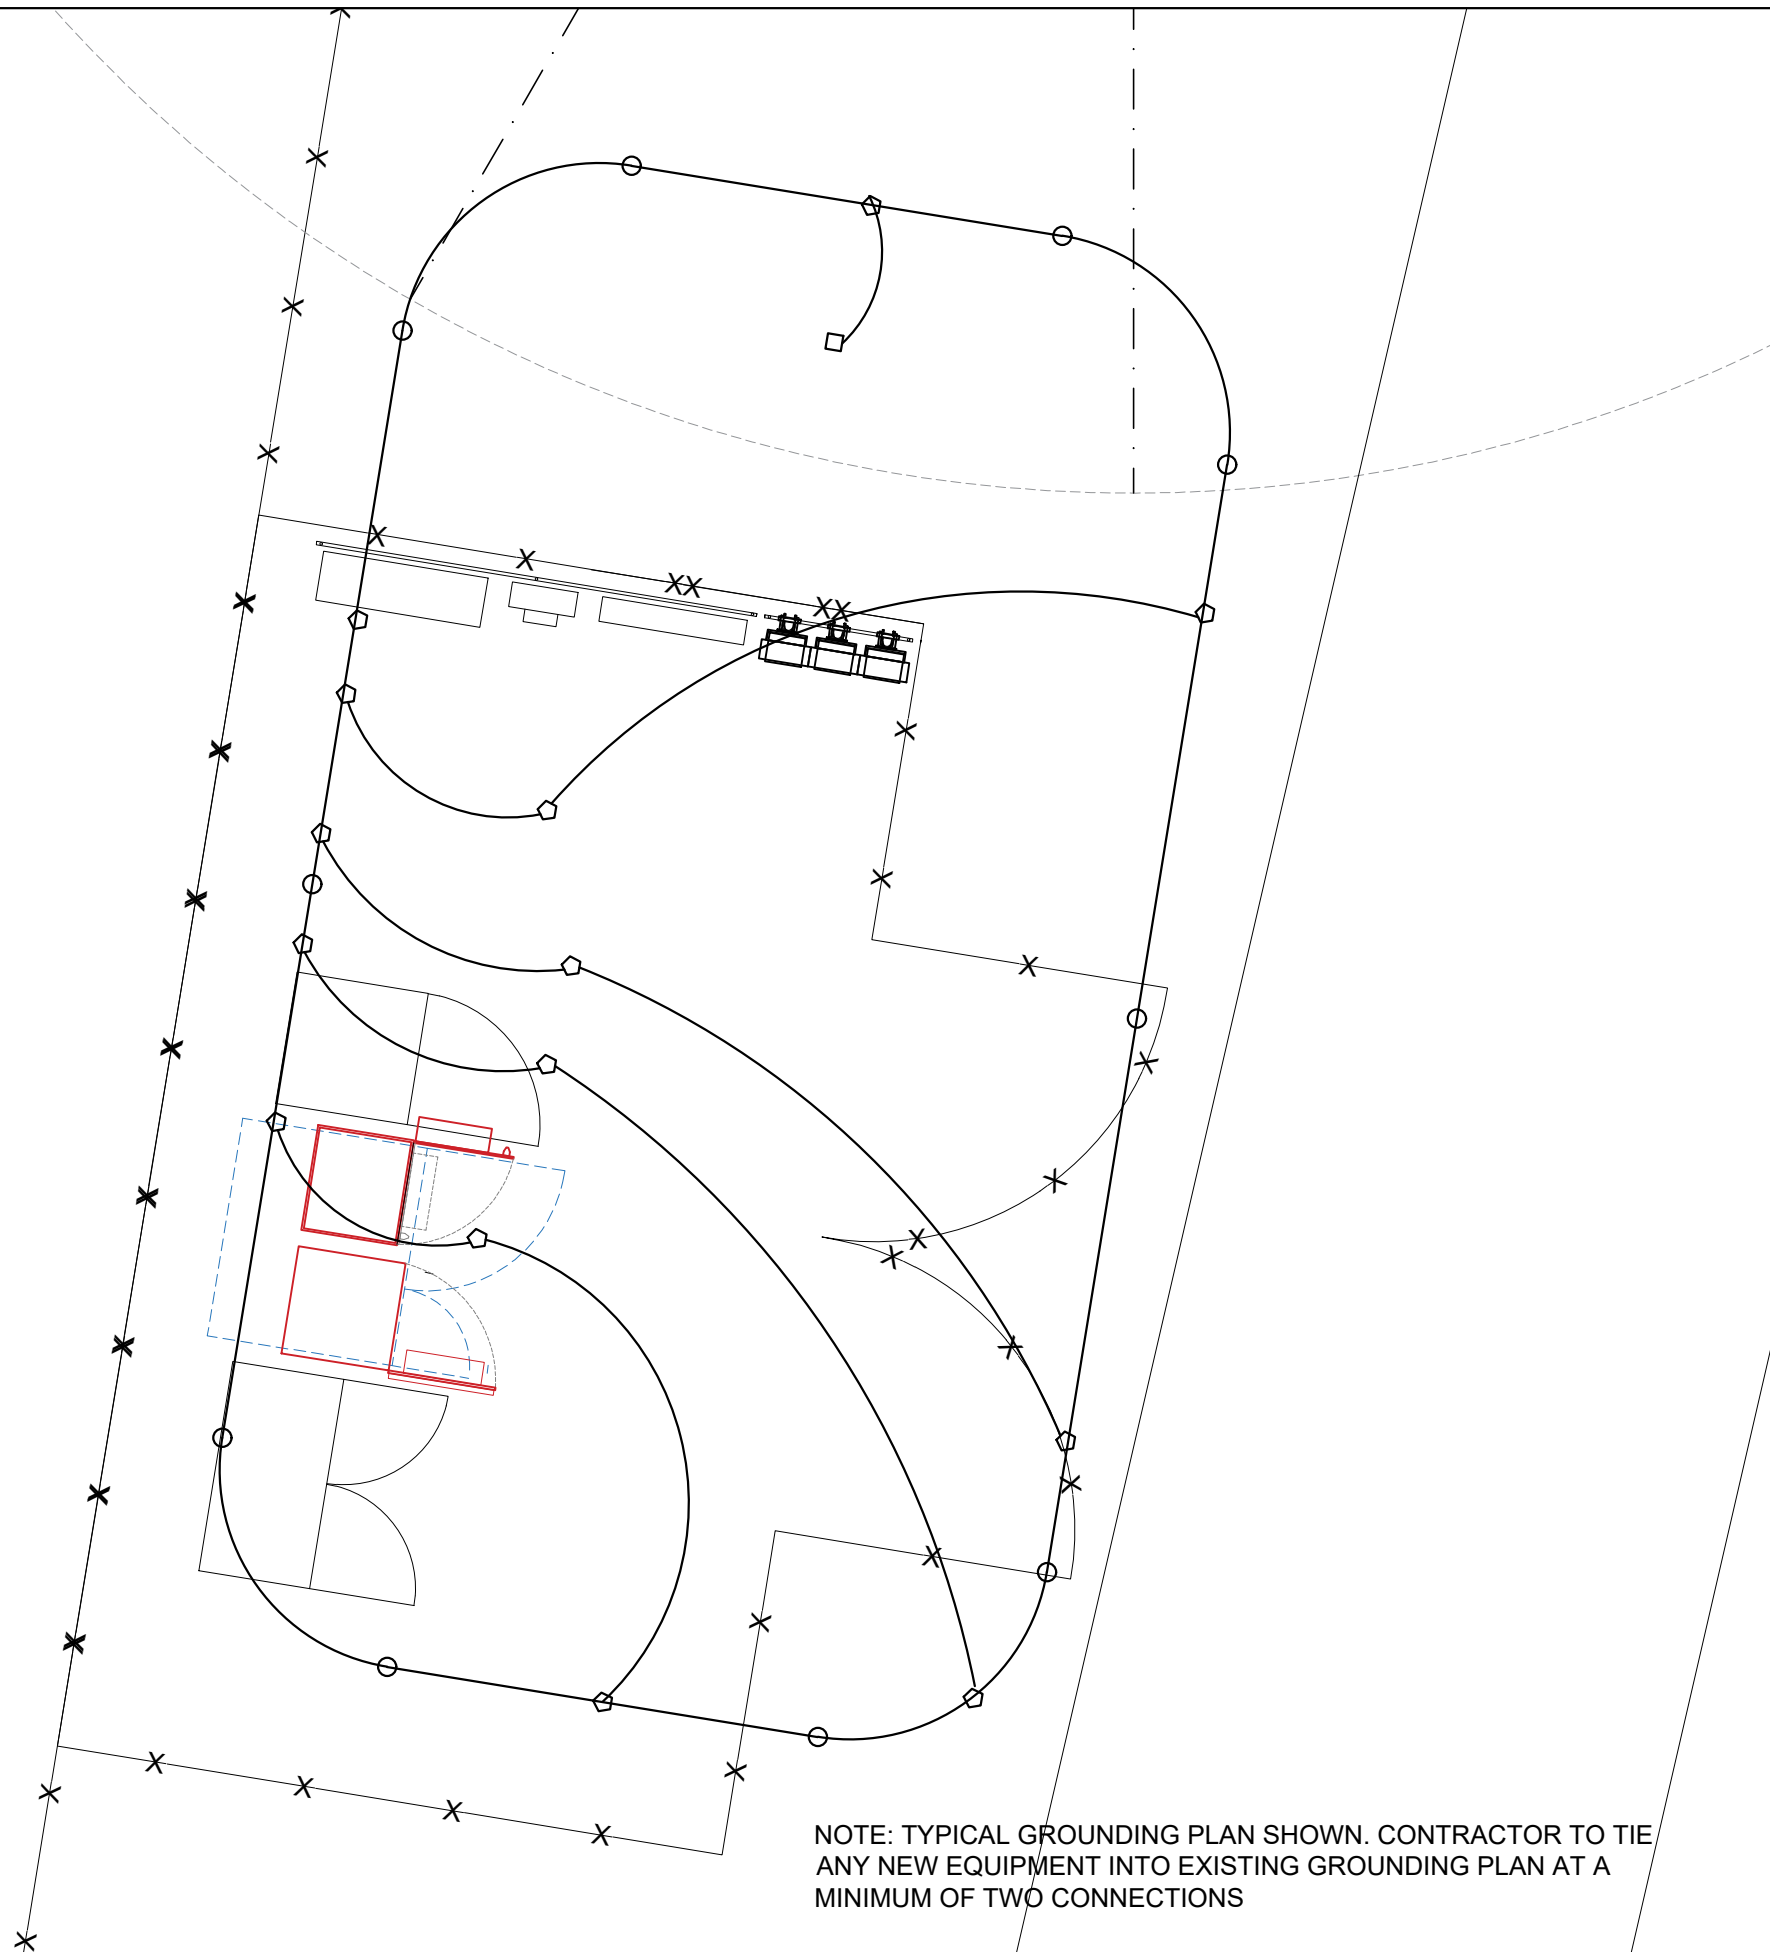 NOTE: TYPICAL GROUNDING PLAN SHOWN. CONTRACTOR TO TIE
ANY NEW EQUIPMENT INTO EXISTING GROUNDING PLAN AT A
MINIMUM OF TWO CONNECTIONS